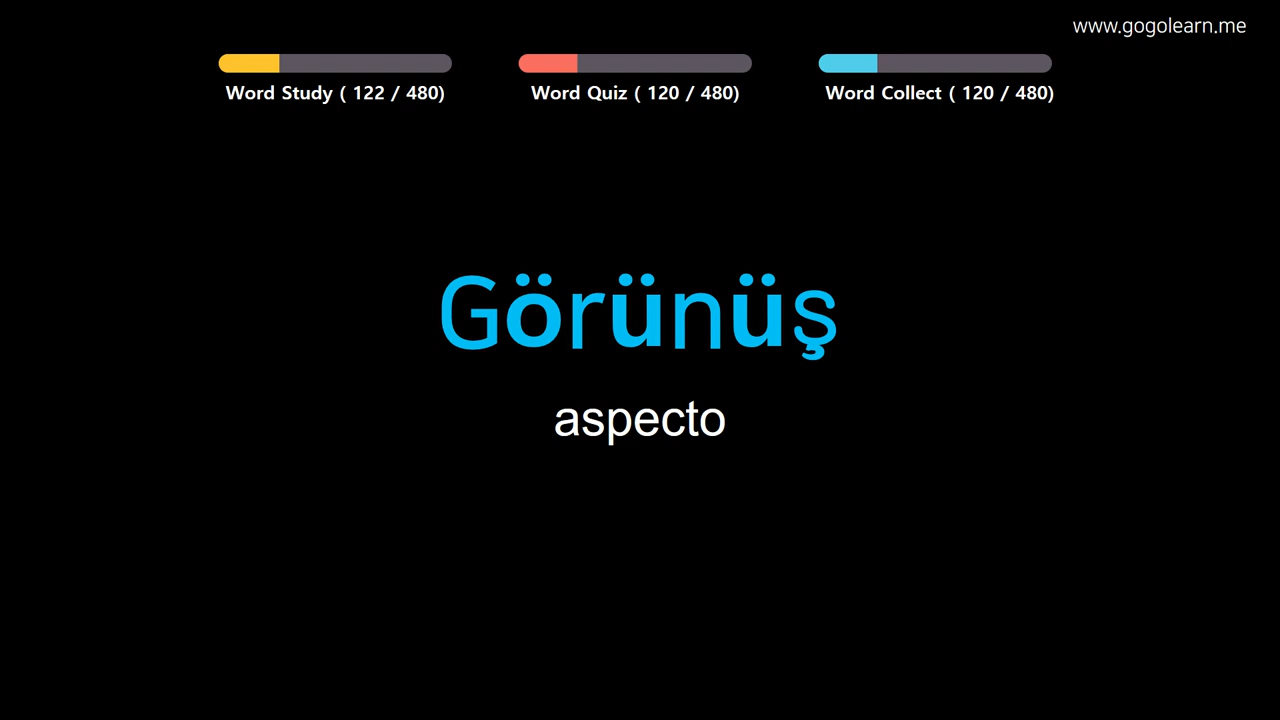 www.gogolearn.me
Word Study ( 122 / 480)
Word Quiz ( 120 / 480)
Word Collect ( 120 / 480)
Görünüş
aspecto